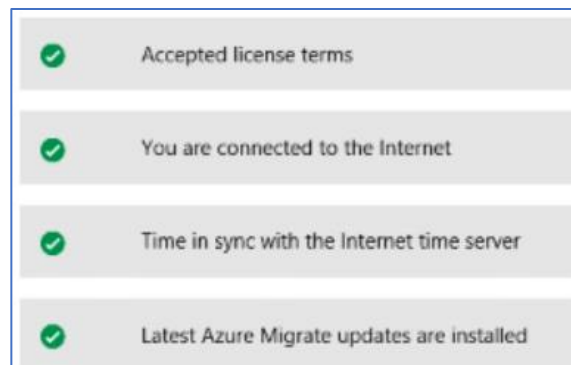 Accepted license terms
You are connected to the Internet
Time in sync with the Internet time server
Latest Azure Migrate updates are installed